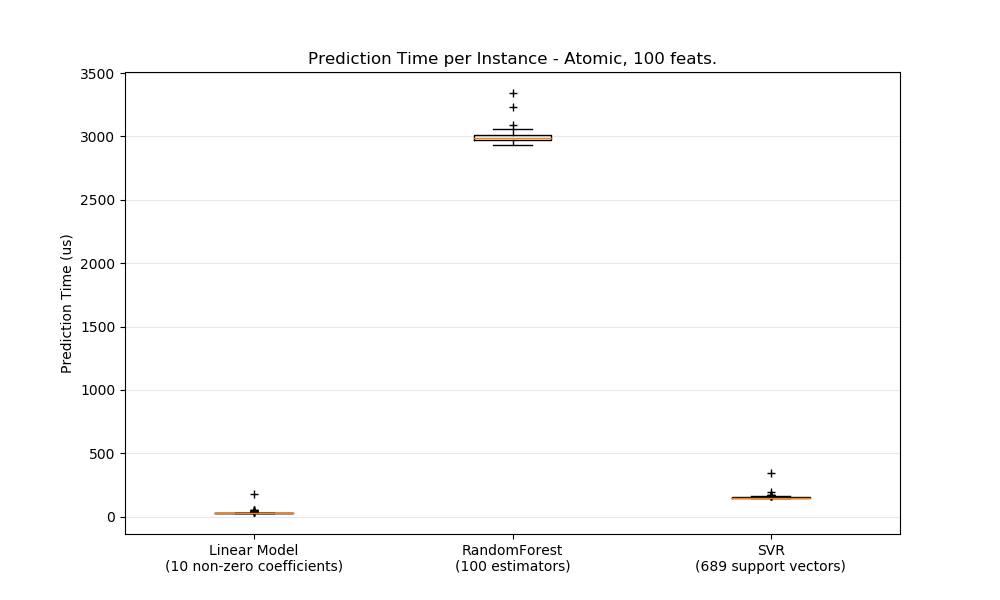 Prediction Time per Instance - Atomic, 100 feats.
3500
3000
2500
2000
1500
1000
500
0
Prediction Time (us)
Linear Model
(10 non-zero coefficients)
RandomForest
(100 estimators)
SVR
(689 support vectors)